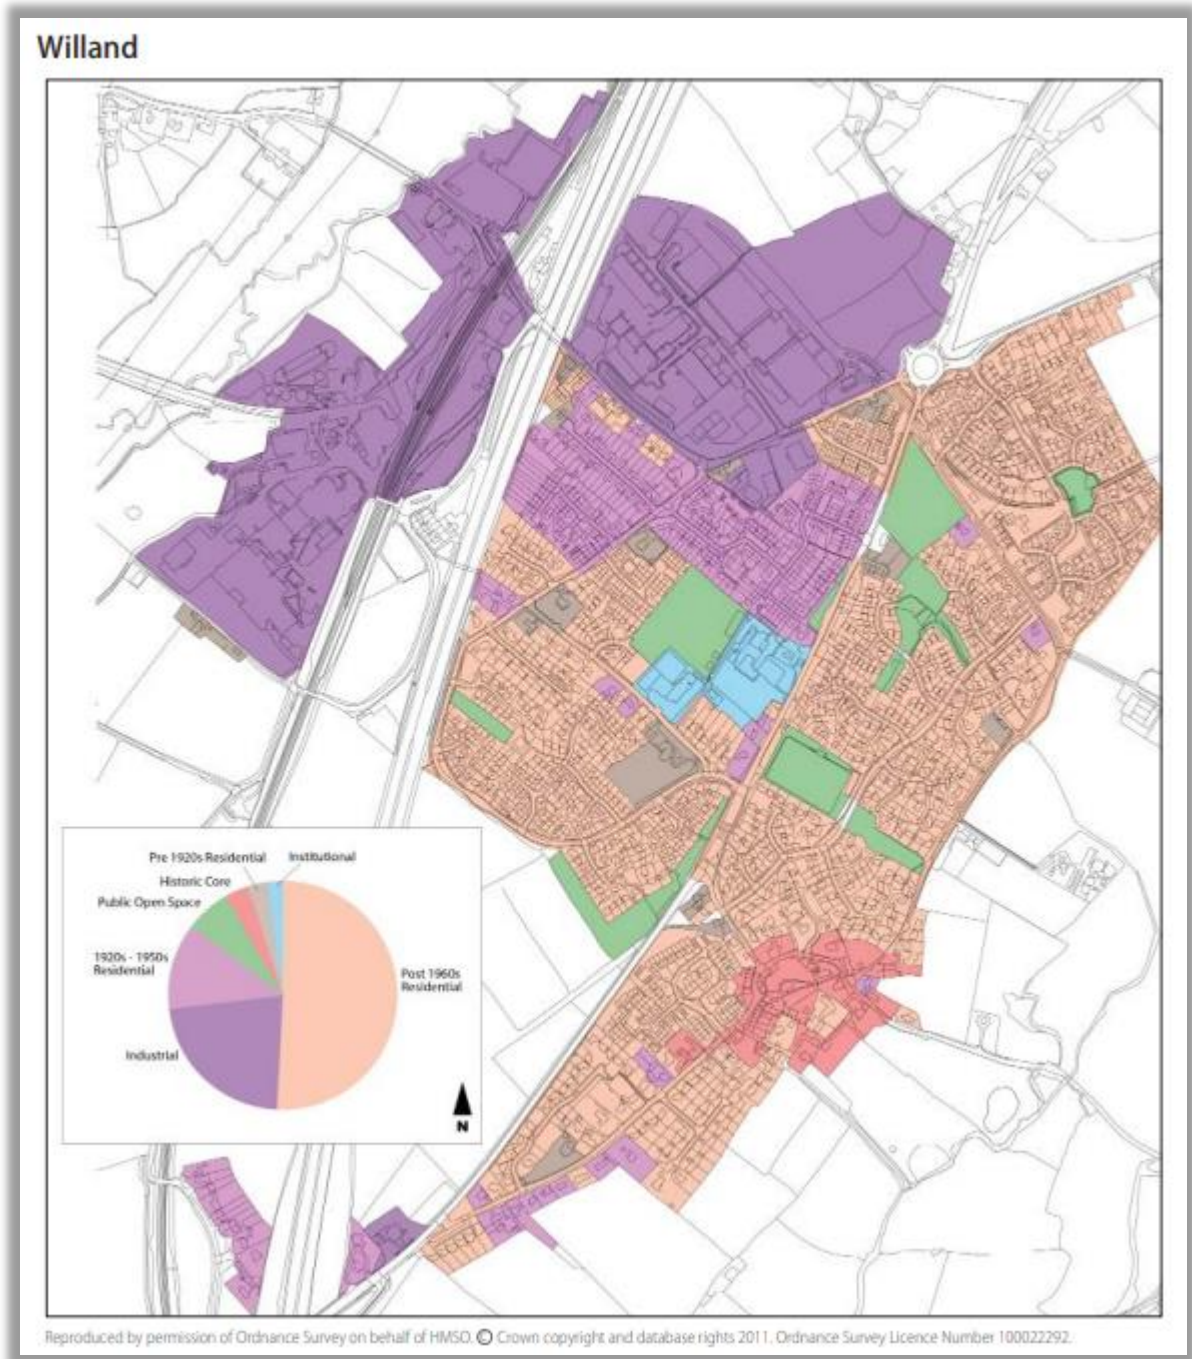 Willand
Pre 1920s Residential
Institutional
Historic Core
Public Open Space
1920s - 1950s
Residential
Post 1960s
Residential
Industrial
N
Reproduced by permission of Ordnance Survey on behalf of HMSO. © Crown copyright and database rights 2011. Ordnance Survey Licence Number 100022292.